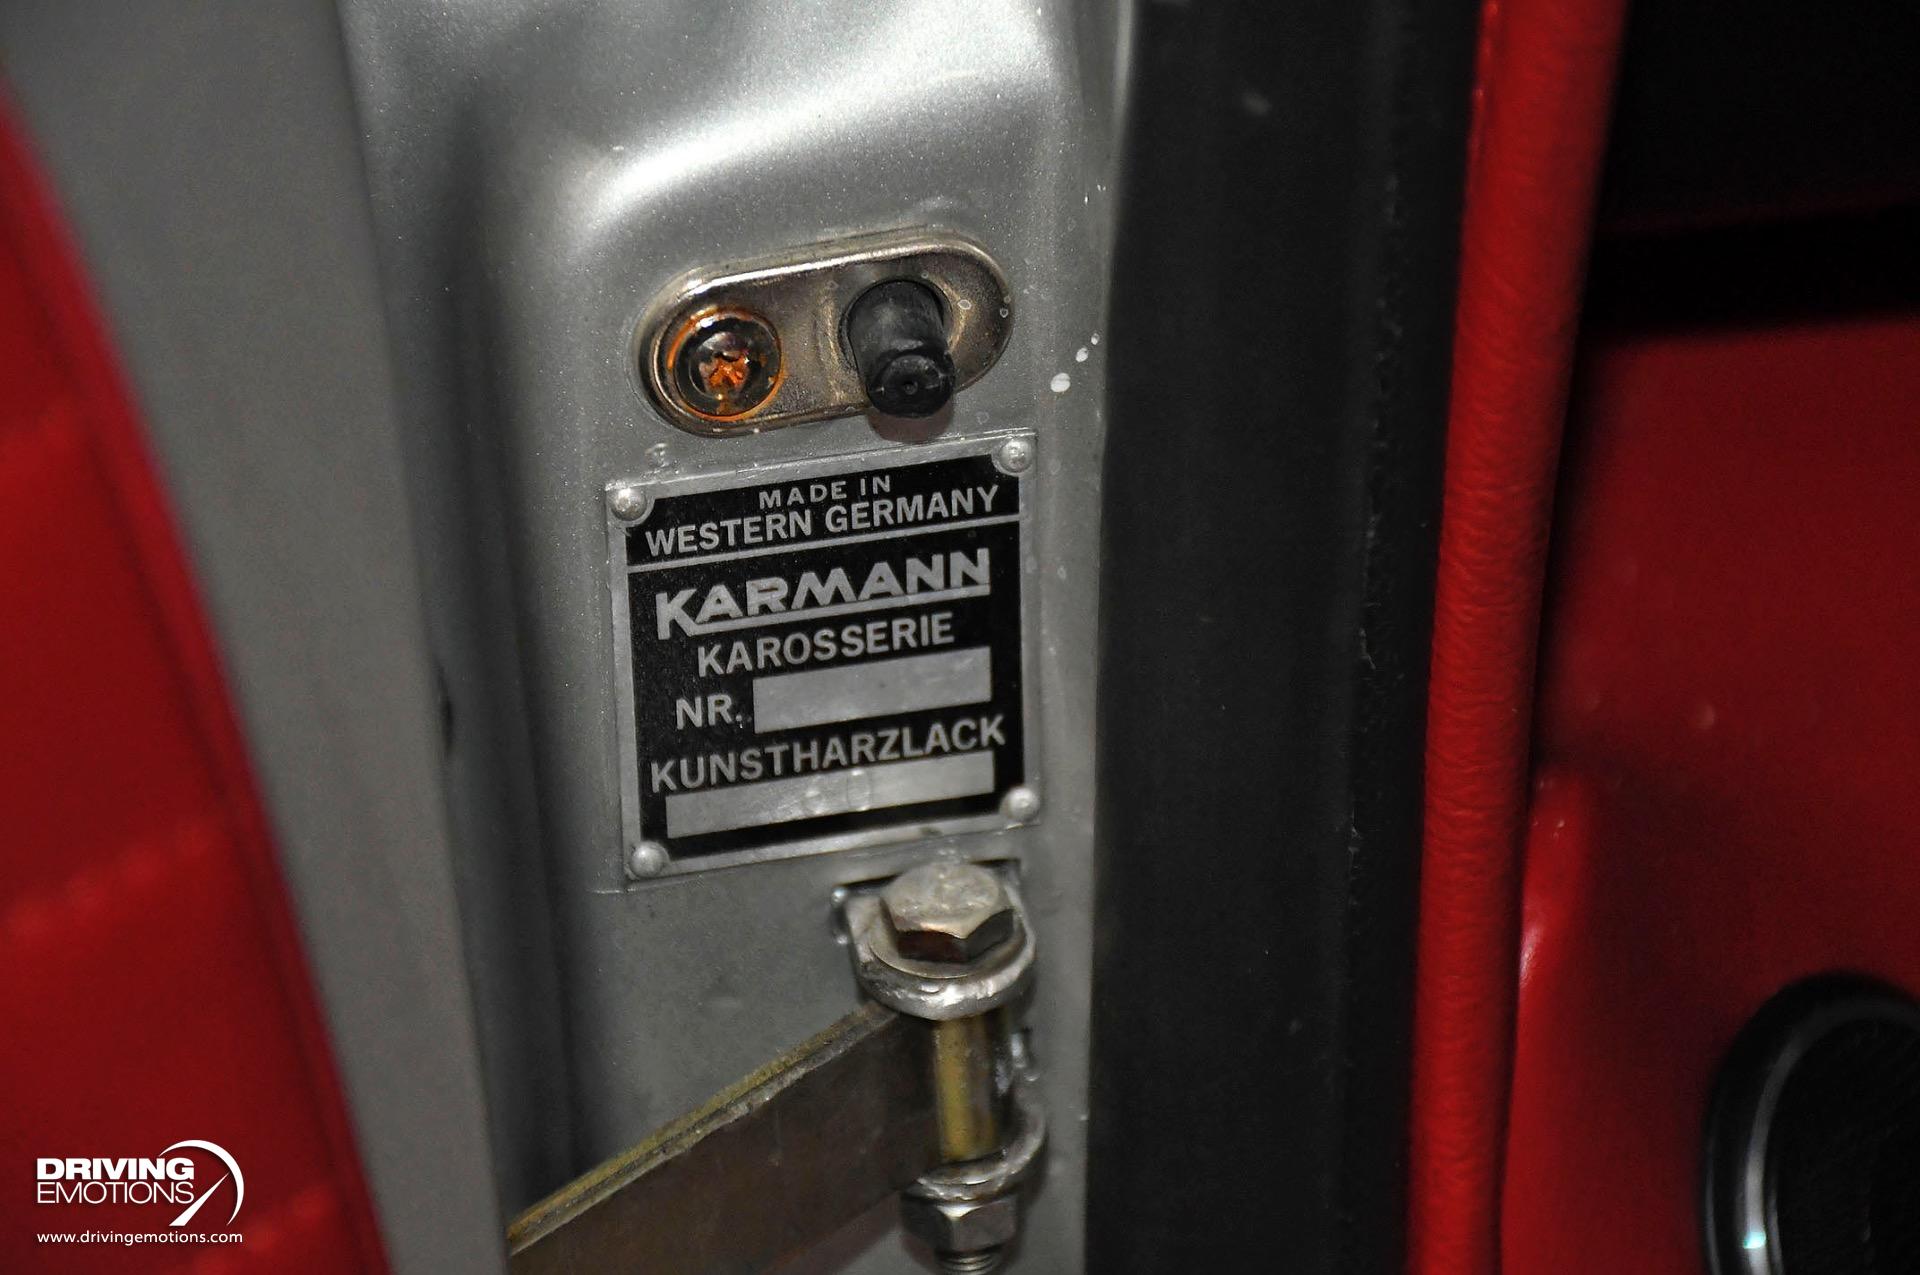 MADE IN
WESTERN GERMANY
KARMANN
KAROSSERIE
NR.
KUNSTHARZLACK
DRIVING
EMOTIONS
www.drivingemotions.com